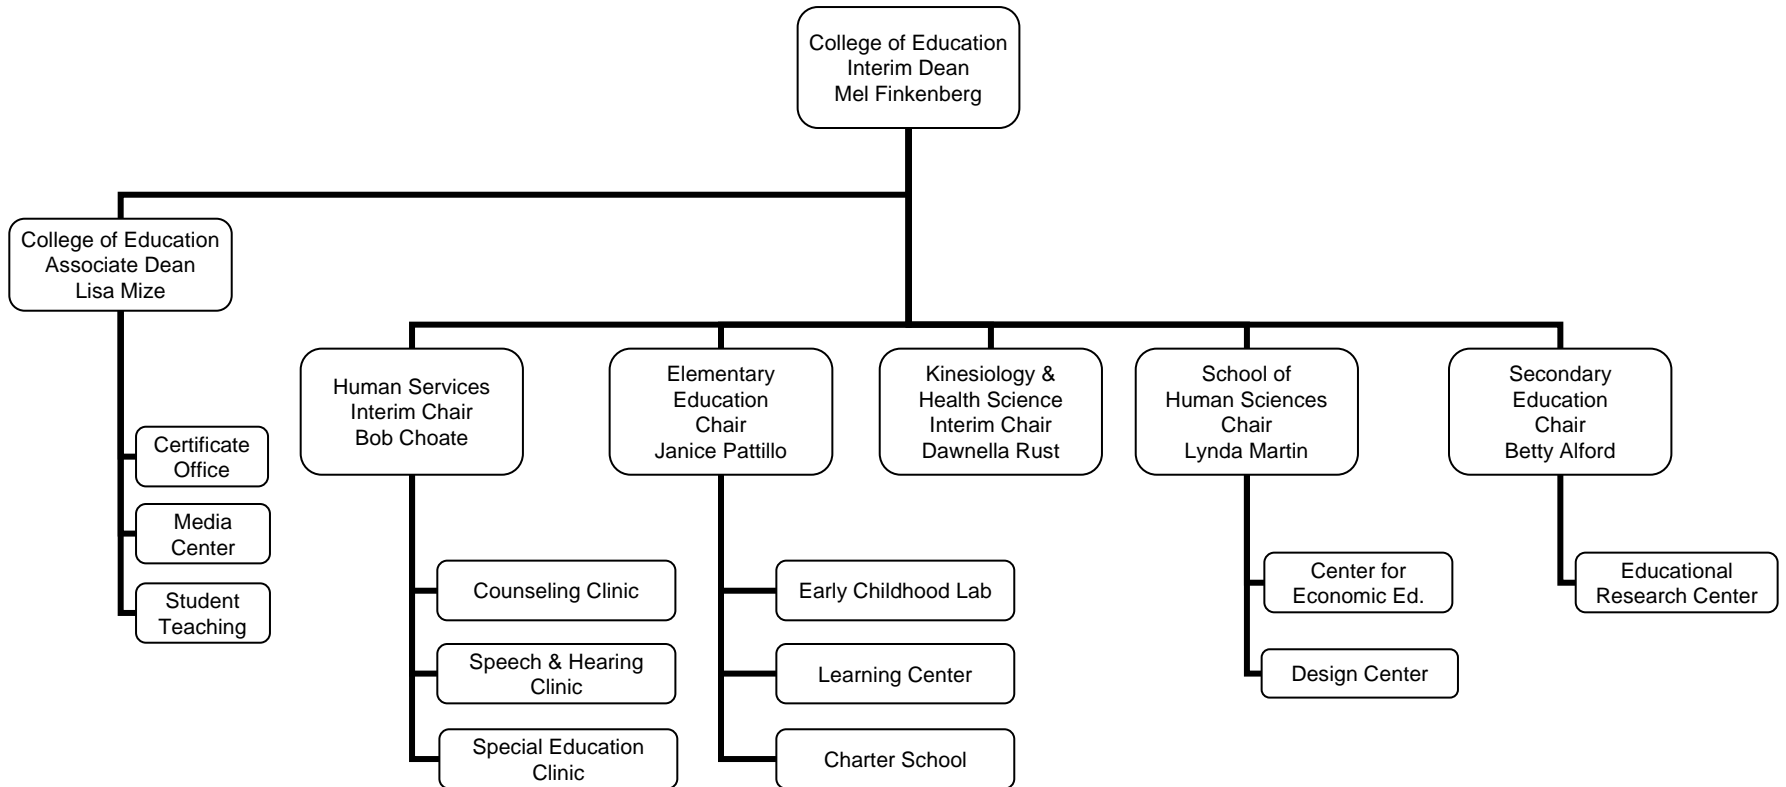 College of Education
Interim Dean
Mel Finkenberg
College of Education
Associate Dean
Lisa Mize
Certificate
Office
Media
Center
Student
Teaching
Human Services
Interim Chair
Bob Choate
Counseling Clinic
Speech & Hearing
Clinic
Special Education
Clinic
Elementary
Education
Chair
Janice Pattillo
Early Childhood Lab
Learning Center
Charter School
Kinesiology &
Health Science
Interim Chair
Dawnella Rust
School of
Human Sciences
Chair
Lynda Martin
Center for
Economic Ed.
Design Center
Secondary
Education
Chair
Betty Alford
Educational
Research Center